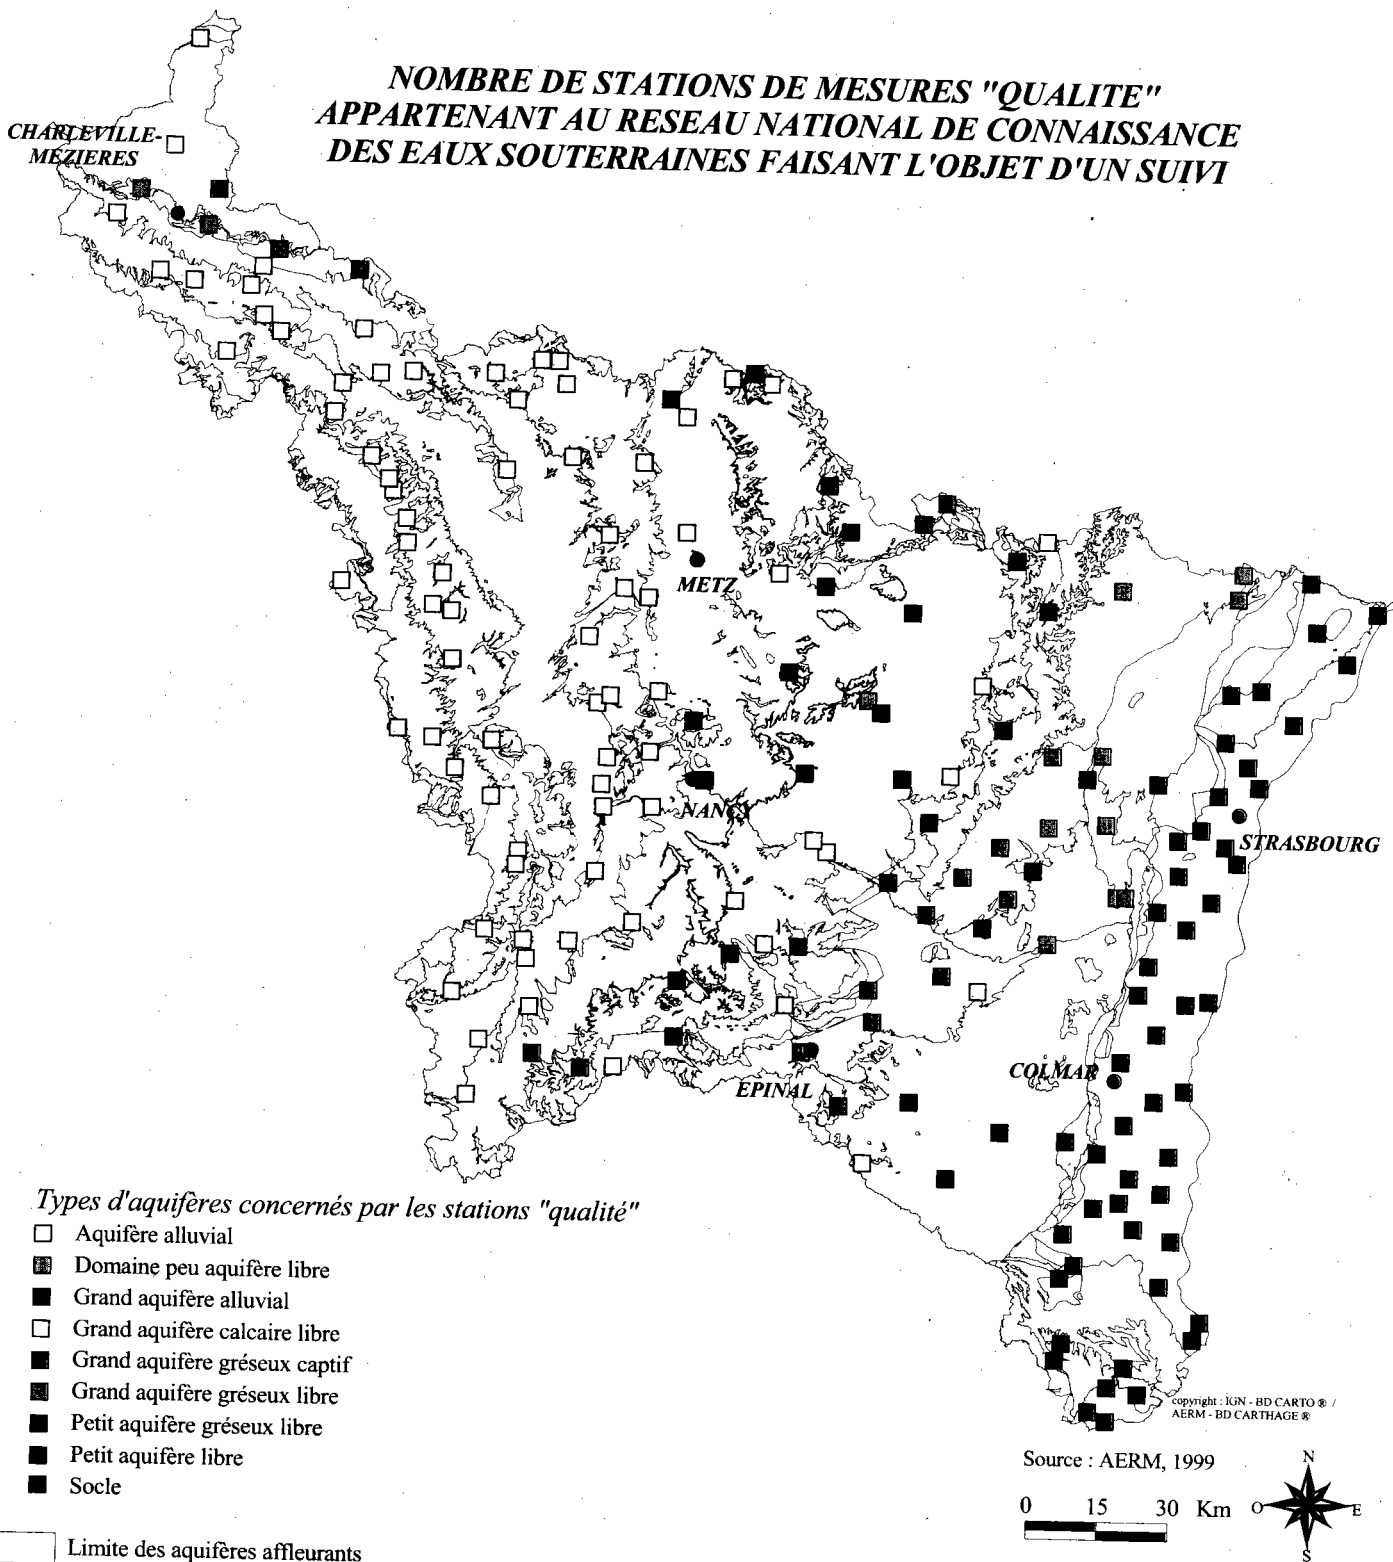 NOMBRE DE STATIONS DE MESURES "QUALITE"
APPARTENANT AU RESEAU NATIONAL DE CONNAISSANCE
DES EAUX SOUTERRAINES FAISANT L'OBJET D'UN SUIVI
CHARLEVILLE-
MEZIERES
METZ
NANCY
STRASBOURG
COLMAR
EPINAL
Types d'aquifères concernés par les stations "qualité"
Aquifère alluvial
Domaine peu aquifère libre
Grand aquifère alluvial
Grand aquifère calcaire libre
Grand aquifère gréseux captif
Grand aquifère gréseux libre
Petit aquifère gréseux libre
Petit aquifère libre
Socle
Limite des aquifères affleurants
copyright : IGN - BD CARTO ® /
AERM - BD CARTHAGE ®
Source : AERM, 1999
0 15 30 Km
N
O E
S